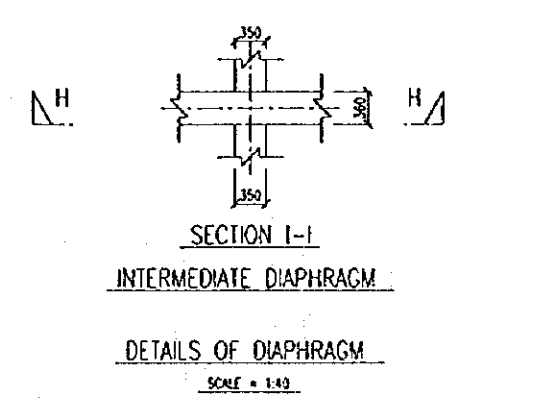 350
H
H
360
350
SECTION I-I
INTERMEDIATE DIAPHRAGM
DETAILS OF DIAPHRAGM
SCALE = 1:40